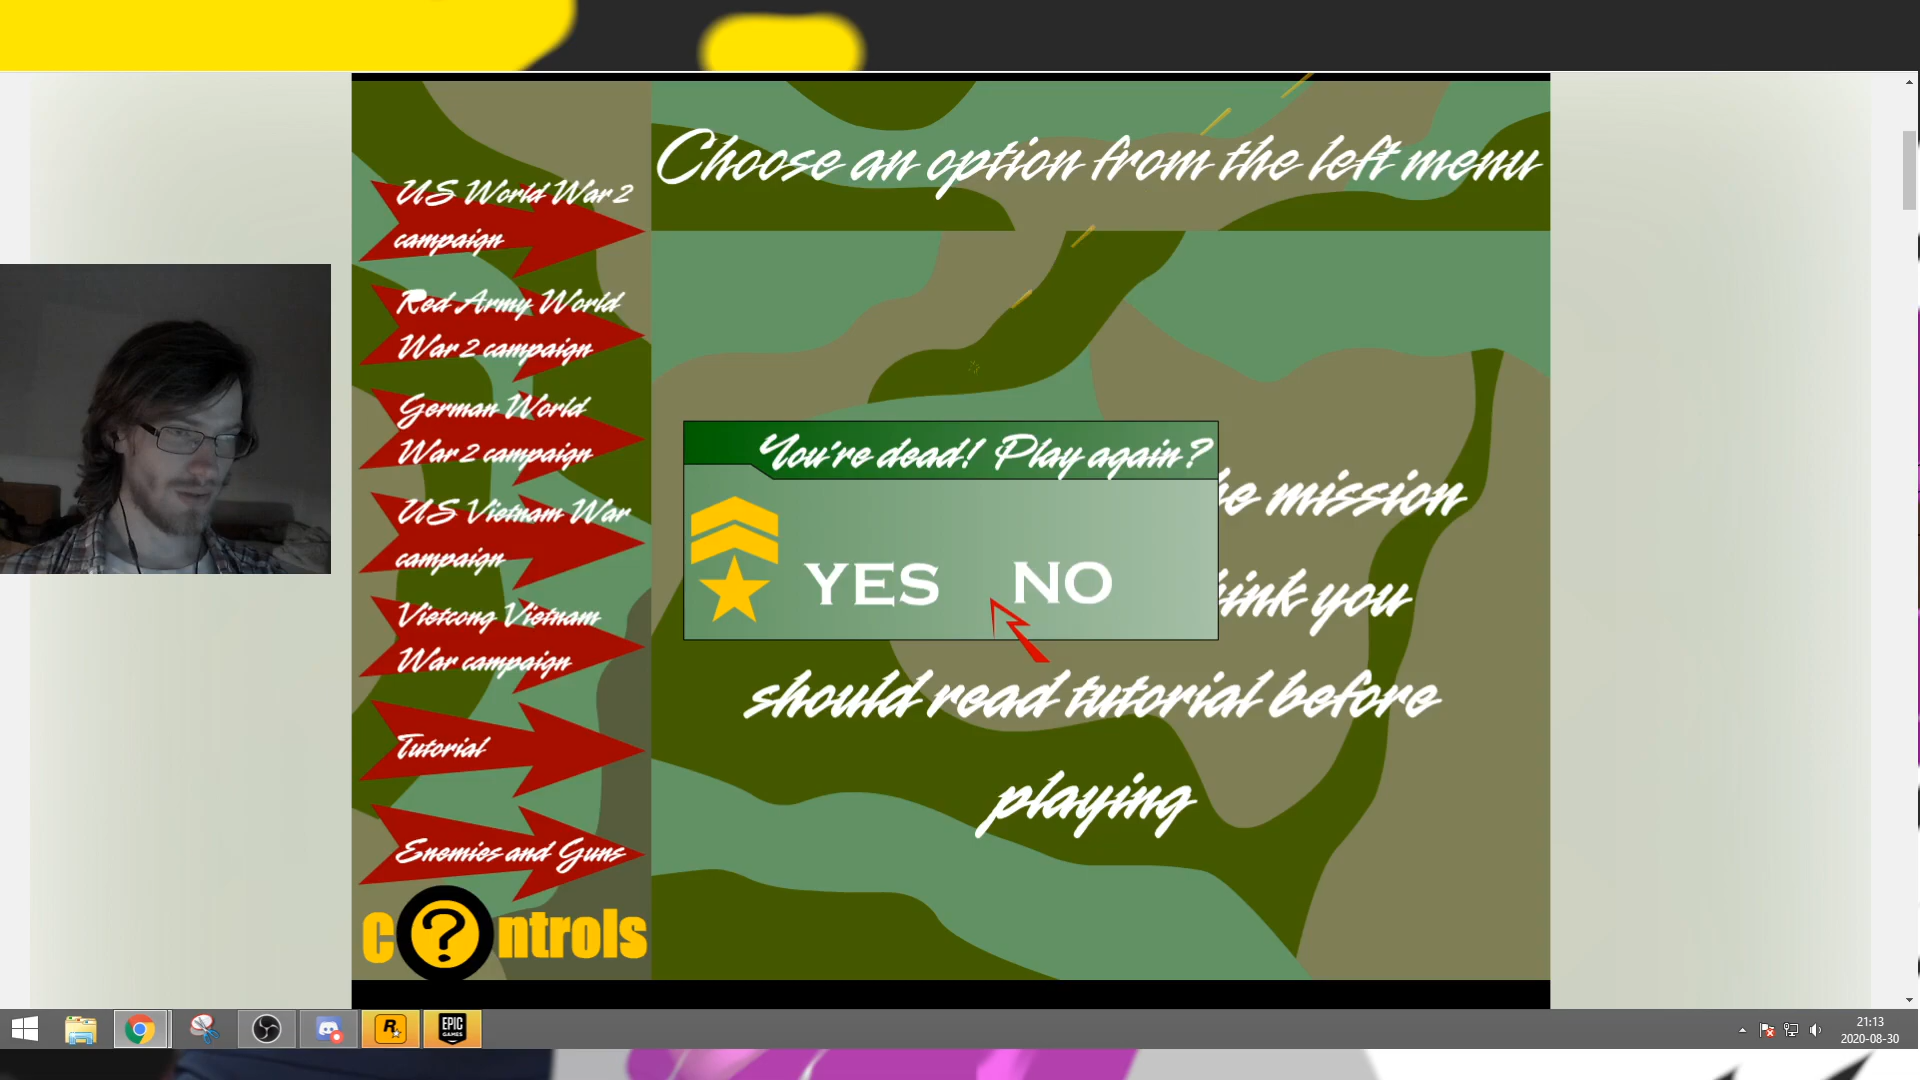 Choose an option from the left menu
US World War 2
campaign
Red Army World
War 2 campaign
German World
War 2 campaign
US Vietnam War
campaign
Vietcong Vietnam
War campaign
Tutorial
Enemies and Guns
c?ntrols
You're dead! Play again?
YES NO
mission
you
should read tutorial before
playing
R
EPIC
GAMES
21:13
2020-08-30